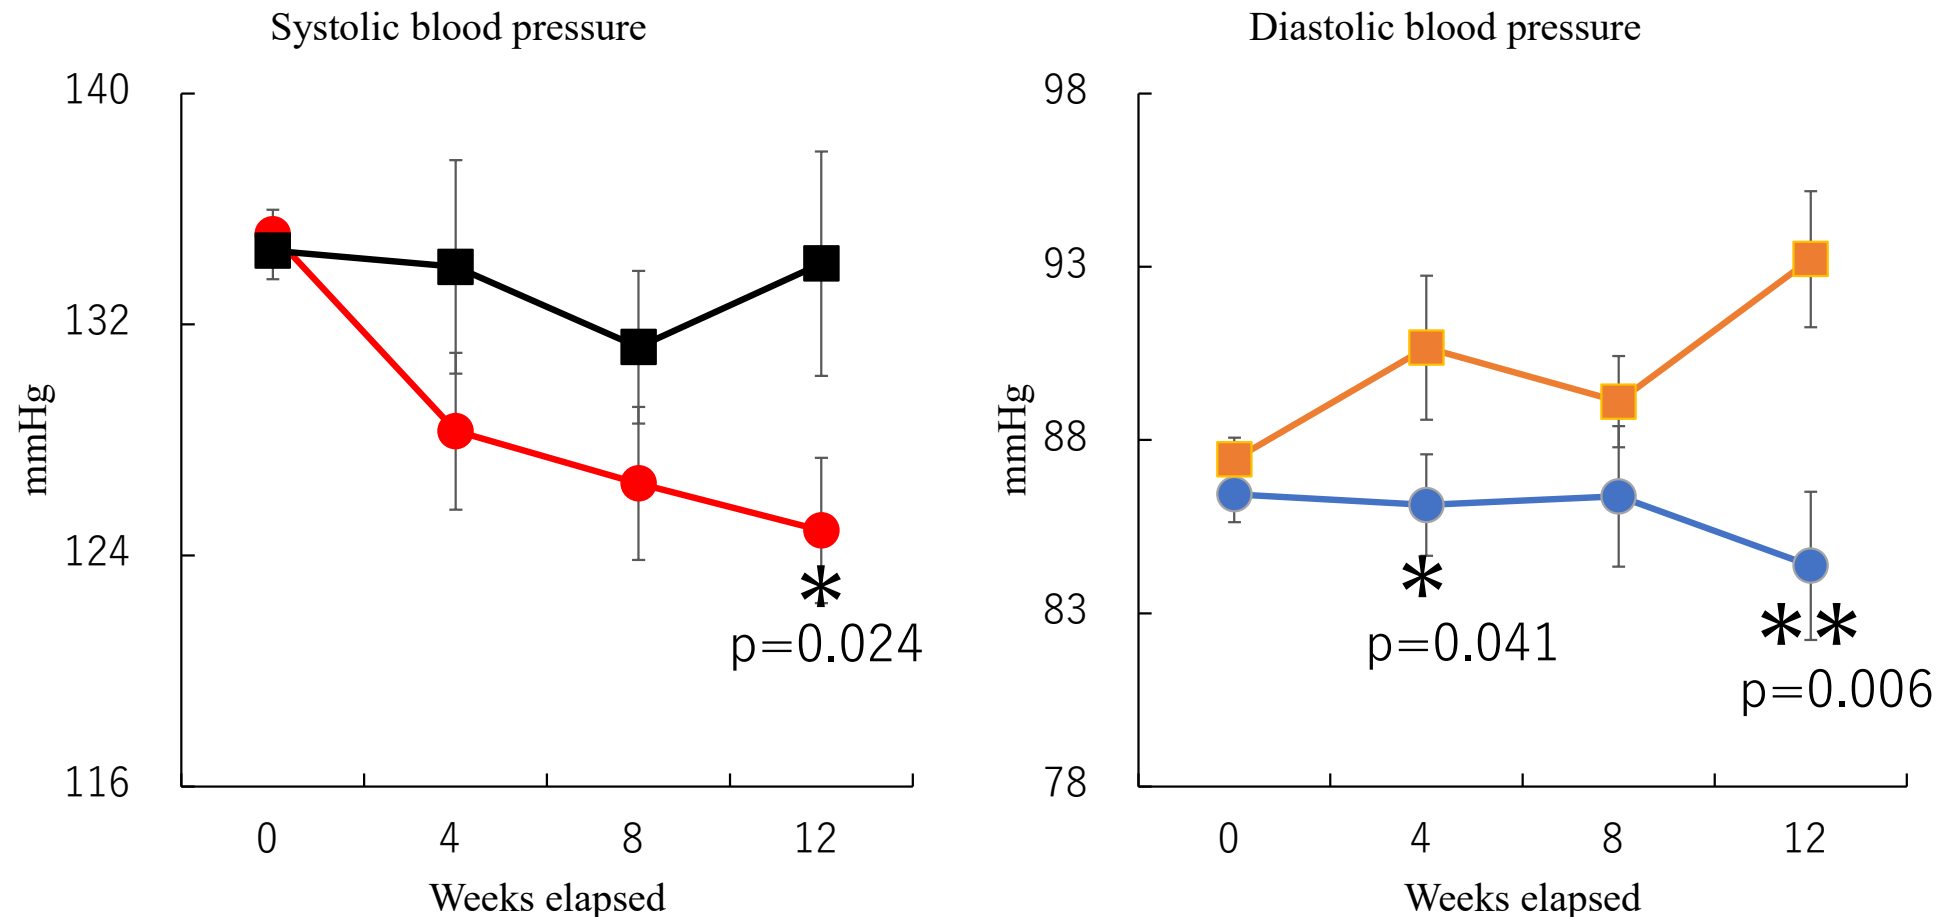 Systolic blood pressure
140
132
124
116
mmHg
*
p=0.024
0 4 8 12
Weeks elapsed
Diastolic blood pressure
98
93
88
83
78
mmHg
*
p=0.041
**
p=0.006
0 4 8 12
Weeks elapsed